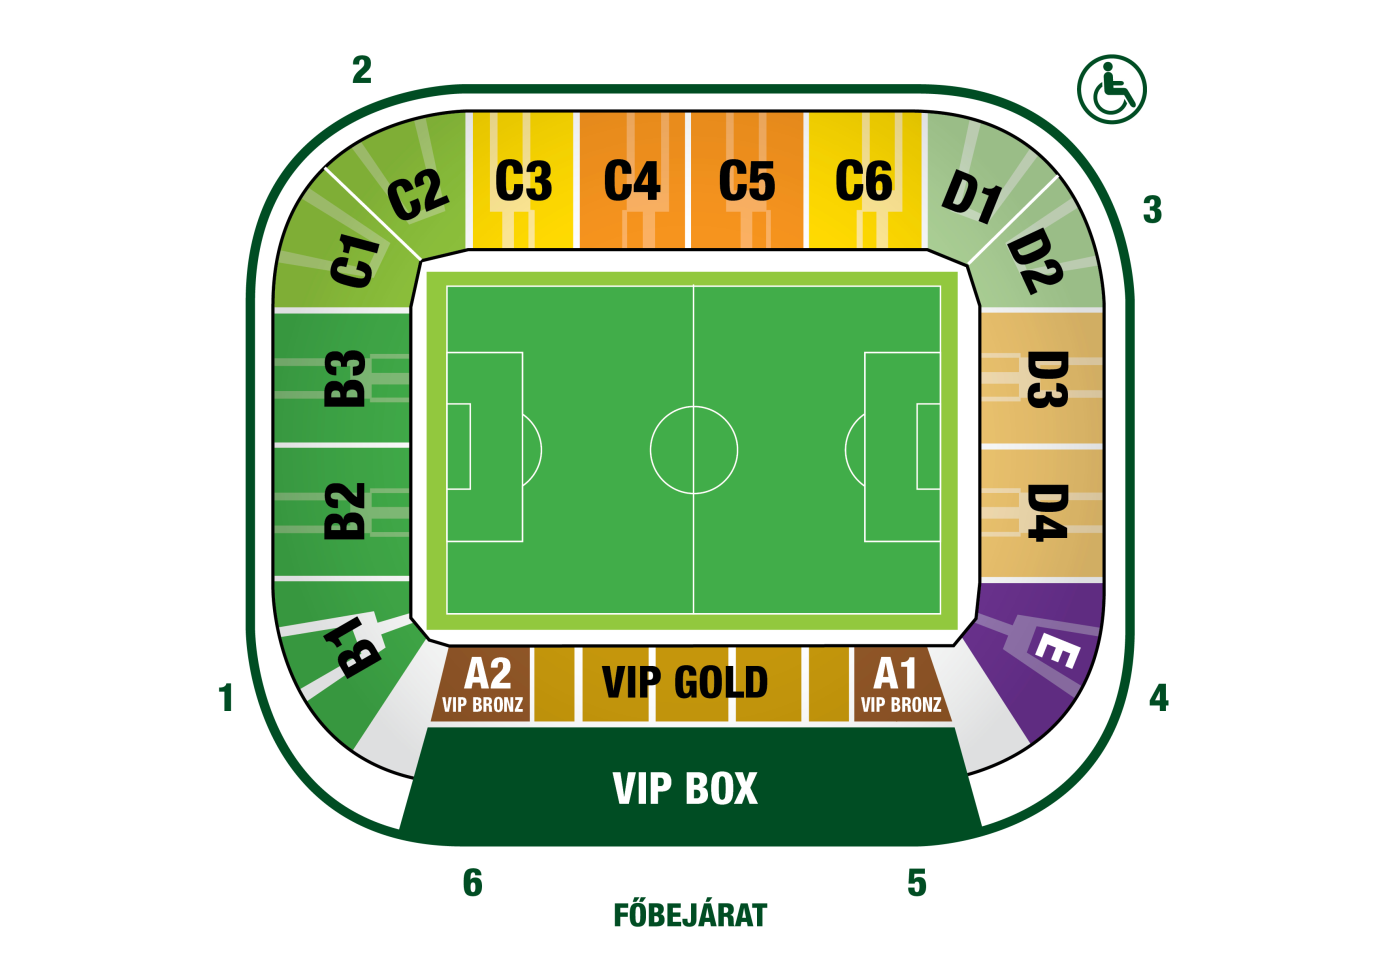 2
C1
C2
C3
C4
C5
C6
D1
D2
3
B3
D3
B2
D4
B1
E
A2
VIP BRONZ
VIP GOLD
A1
VIP BRONZ
1
4
VIP BOX
6
5
FŐBEJÁRAT